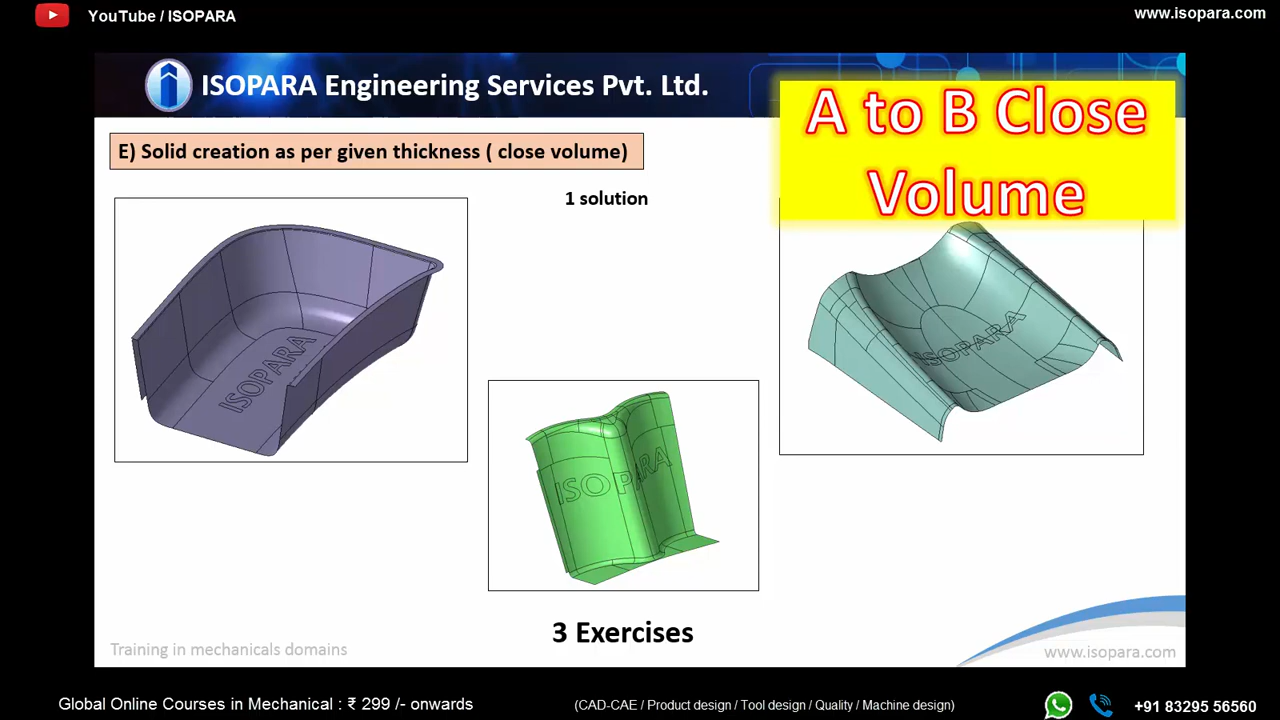 YouTube / ISOPARA
www.isopara.com
ISOPARA Engineering Services Pvt. Ltd.
A to B Close
Volume
E) Solid creation as per given thickness ( close volume)
1 solution
ISOPARA
ISOPARA
ISOPARA
3 Exercises
Training in mechanicals domains
www.isopara.com
Global Online Courses in Mechanical : ₹ 299 /- onwards
(CAD-CAE / Product design / Tool design / Quality / Machine design)
+91 83295 56560